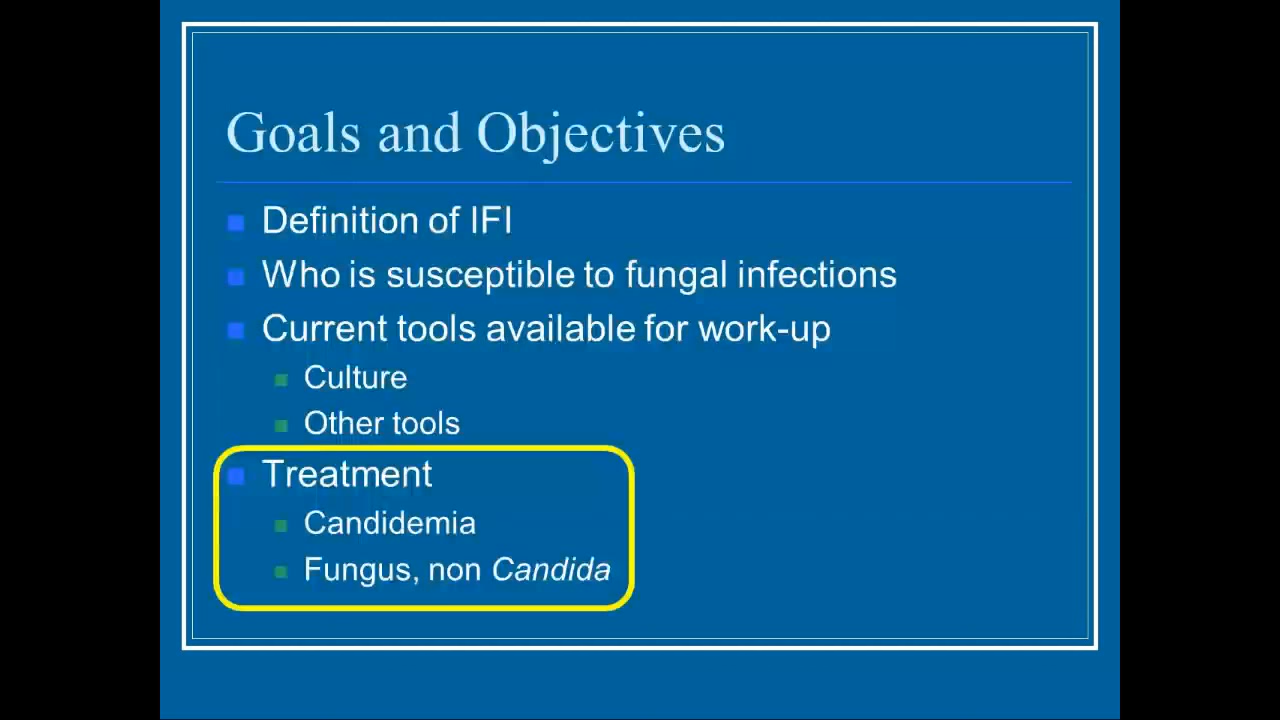 Goals and Objectives
Definition of IFI
Who is susceptible to fungal infections
Current tools available for work-up
Culture
Other tools
Treatment
Candidemia
Fungus, non Candida